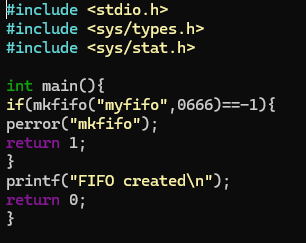 #include <stdio.h>
#include <sys/types.h>
#include <sys/stat.h>

int main(){
if(mkfifo("myfifo",0666)==-1){
perror("mkfifo");
return 1;
}
printf("FIFO created\n");
return 0;
}